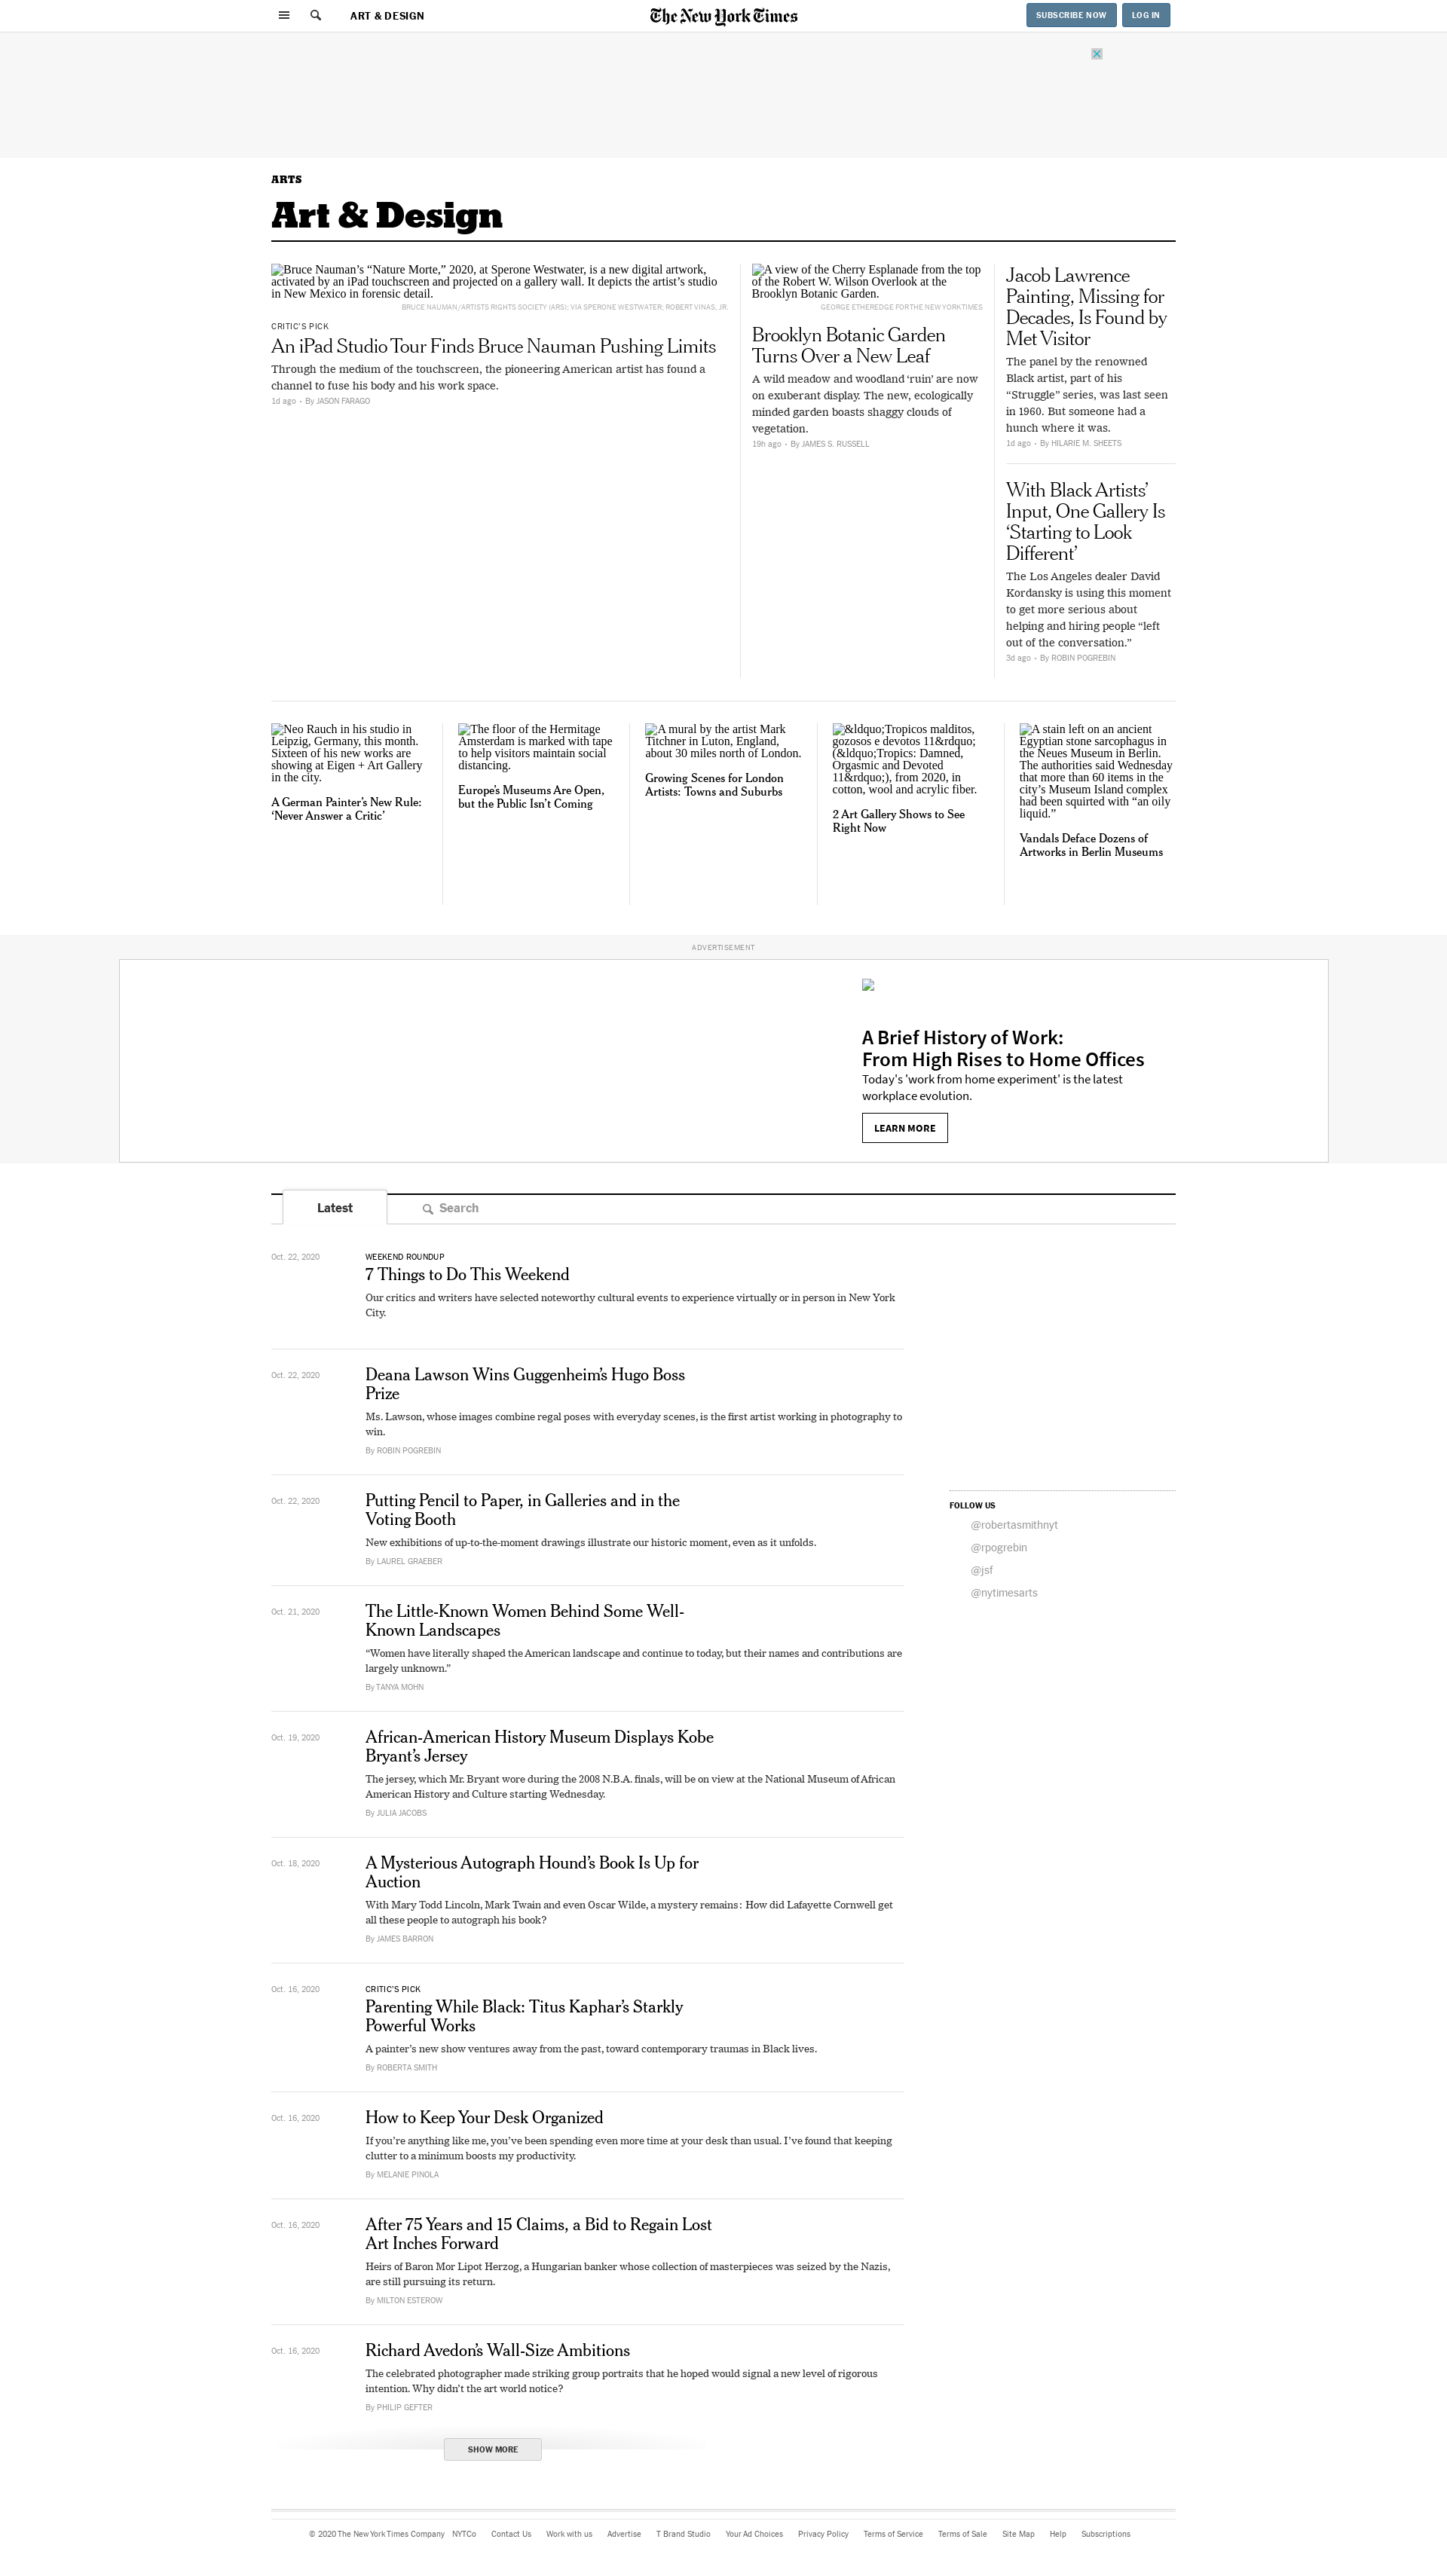 ART & DESIGN
The New York Times
SUBSCRIBE NOW
LOG IN
ARTS
Art & Design
Bruce Nauman’s “Nature Morte,” 2020, at Sperone Westwater, is a new digital artwork,
activated by an iPad touchscreen and projected on a gallery wall. It depicts the artist’s studio
in New Mexico in forensic detail.
BRUCE NAUMAN/ARTISTS RIGHTS SOCIETY (ARS); VIA SPERONE WESTWATER; ROBERT VINAS, JR.
CRITIC’S PICK
An iPad Studio Tour Finds Bruce Nauman Pushing Limits
Through the medium of the touchscreen, the pioneering American artist has found a
channel to fuse his body and his work space.
1d ago • By JASON FARAGO
A view of the Cherry Esplanade from the top
of the Robert W. Wilson Overlook at the
Brooklyn Botanic Garden.
GEORGE ETHEREDGE FOR THE NEW YORK TIMES
Brooklyn Botanic Garden
Turns Over a New Leaf
A wild meadow and woodland ‘ruin’ are now
on exuberant display. The new, ecologically
minded garden boasts shaggy clouds of
vegetation.
19h ago • By JAMES S. RUSSELL
Jacob Lawrence
Painting, Missing for
Decades, Is Found by
Met Visitor
The panel by the renowned
Black artist, part of his
“Struggle” series, was last seen
in 1960. But someone had a
hunch where it was.
1d ago • By HILARIE M. SHEETS
With Black Artists’
Input, One Gallery Is
‘Starting to Look
Different’
The Los Angeles dealer David
Kordansky is using this moment
to get more serious about
helping and hiring people “left
out of the conversation.”
3d ago • By ROBIN POGREBIN
Neo Rauch in his studio in
Leipzig, Germany, this month.
Sixteen of his new works are
showing at Eigen + Art Gallery
in the city.
A German Painter’s New Rule:
‘Never Answer a Critic’
The floor of the Hermitage
Amsterdam is marked with tape
to help visitors maintain social
distancing.
Europe’s Museums Are Open,
but the Public Isn’t Coming
A mural by the artist Mark
Titchner in Luton, England,
about 30 miles north of London.
Growing Scenes for London
Artists: Towns and Suburbs
&ldquo;Tropicos malditos,
gozosos e devotos 11&rdquo;
(&ldquo;Tropics: Damned,
Orgasmic and Devoted
11&rdquo;), from 2020, in
cotton, wool and acrylic fiber.
2 Art Gallery Shows to See
Right Now
A stain left on an ancient
Egyptian stone sarcophagus in
the Neues Museum in Berlin.
The authorities said Wednesday
that more than 60 items in the
city’s Museum Island complex
had been squirted with “an oily
liquid.”
Vandals Deface Dozens of
Artworks in Berlin Museums
ADVERTISEMENT
A Brief History of Work:
From High Rises to Home Offices
Today's 'work from home experiment' is the latest
workplace evolution.
LEARN MORE
Latest
Search
Oct. 22, 2020
WEEKEND ROUNDUP
7 Things to Do This Weekend
Our critics and writers have selected noteworthy cultural events to experience virtually or in person in New York
City.
Oct. 22, 2020
Deana Lawson Wins Guggenheim’s Hugo Boss
Prize
Ms. Lawson, whose images combine regal poses with everyday scenes, is the first artist working in photography to
win.
By ROBIN POGREBIN
Oct. 22, 2020
Putting Pencil to Paper, in Galleries and in the
Voting Booth
New exhibitions of up-to-the-moment drawings illustrate our historic moment, even as it unfolds.
By LAUREL GRAEBER
FOLLOW US
@robertasmithnyt
@rpogrebin
@jsf
@nytimesarts
Oct. 21, 2020
The Little-Known Women Behind Some Well-
Known Landscapes
“Women have literally shaped the American landscape and continue to today, but their names and contributions are
largely unknown.”
By TANYA MOHN
Oct. 19, 2020
African-American History Museum Displays Kobe
Bryant’s Jersey
The jersey, which Mr. Bryant wore during the 2008 N.B.A. finals, will be on view at the National Museum of African
American History and Culture starting Wednesday.
By JULIA JACOBS
Oct. 18, 2020
A Mysterious Autograph Hound’s Book Is Up for
Auction
With Mary Todd Lincoln, Mark Twain and even Oscar Wilde, a mystery remains: How did Lafayette Cornwell get
all these people to autograph his book?
By JAMES BARRON
Oct. 16, 2020
CRITIC’S PICK
Parenting While Black: Titus Kaphar’s Starkly
Powerful Works
A painter’s new show ventures away from the past, toward contemporary traumas in Black lives.
By ROBERTA SMITH
Oct. 16, 2020
How to Keep Your Desk Organized
If you’re anything like me, you’ve been spending even more time at your desk than usual. I’ve found that keeping
clutter to a minimum boosts my productivity.
By MELANIE PINOLA
Oct. 16, 2020
After 75 Years and 15 Claims, a Bid to Regain Lost
Art Inches Forward
Heirs of Baron Mor Lipot Herzog, a Hungarian banker whose collection of masterpieces was seized by the Nazis,
are still pursuing its return.
By MILTON ESTEROW
Oct. 16, 2020
Richard Avedon’s Wall-Size Ambitions
The celebrated photographer made striking group portraits that he hoped would signal a new level of rigorous
intention. Why didn’t the art world notice?
By PHILIP GEFTER
SHOW MORE
© 2020 The New York Times Company NYTCo Contact Us Work with us Advertise T Brand Studio Your Ad Choices Privacy Policy Terms of Service Terms of Sale Site Map Help Subscriptions